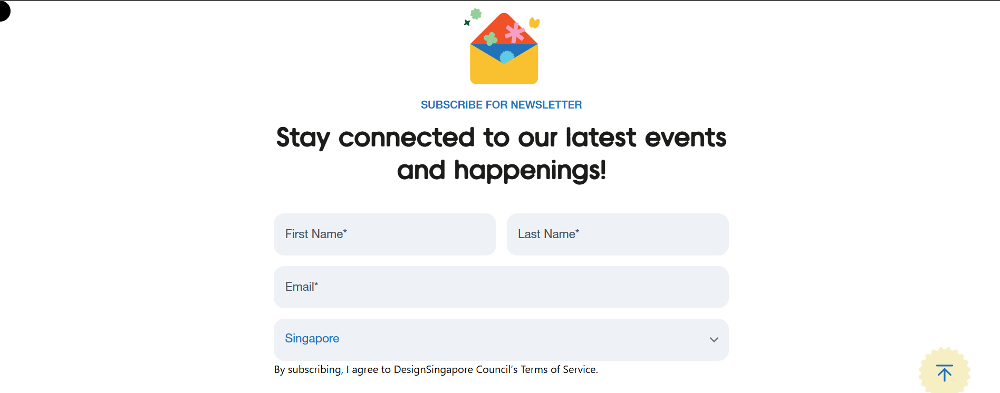 SUBSCRIBE FOR NEWSLETTER
Stay connected to our latest events
and happenings!
First Name*
Last Name*
Email*
Singapore
By subscribing, I agree to DesignSingapore Council’s Terms of Service.